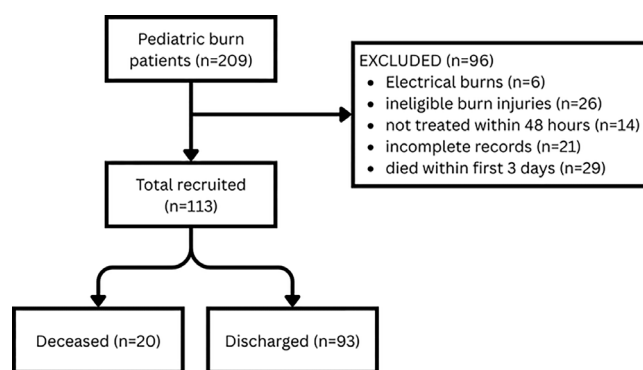 Pediatric burn
patients (n=209)
EXCLUDED (n=96)
• Electrical burns (n=6)
• ineligible burn injuries (n=26)
• not treated within 48 hours (n=14)
• incomplete records (n=21)
• died within first 3 days (n=29)
Total recruited
(n=113)
Deceased (n=20)
Discharged (n=93)